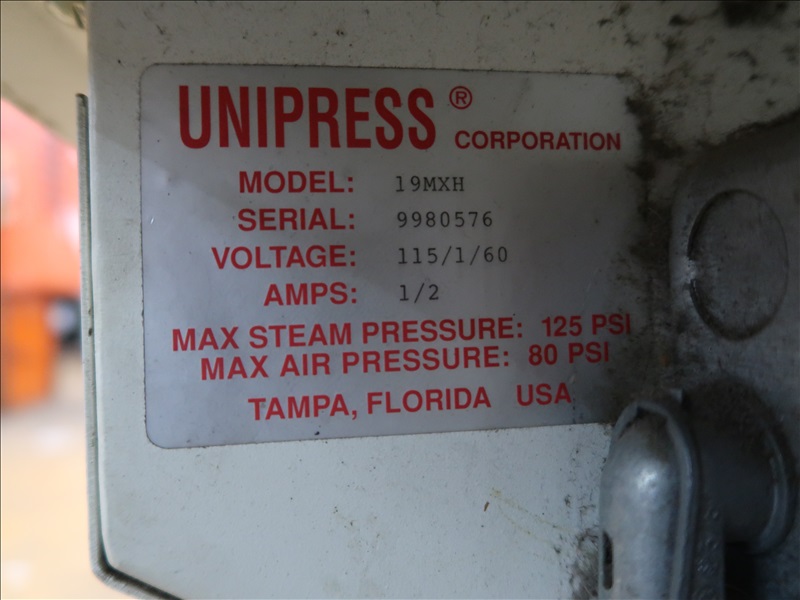 UNIPRESS® CORPORATION
MODEL: 19MXH
SERIAL: 9980576
VOLTAGE: 115/1/60
AMPS: 1/2
MAX STEAM PRESSURE: 125 PSI
MAX AIR PRESSURE: 80 PSI
TAMPA, FLORIDA USA